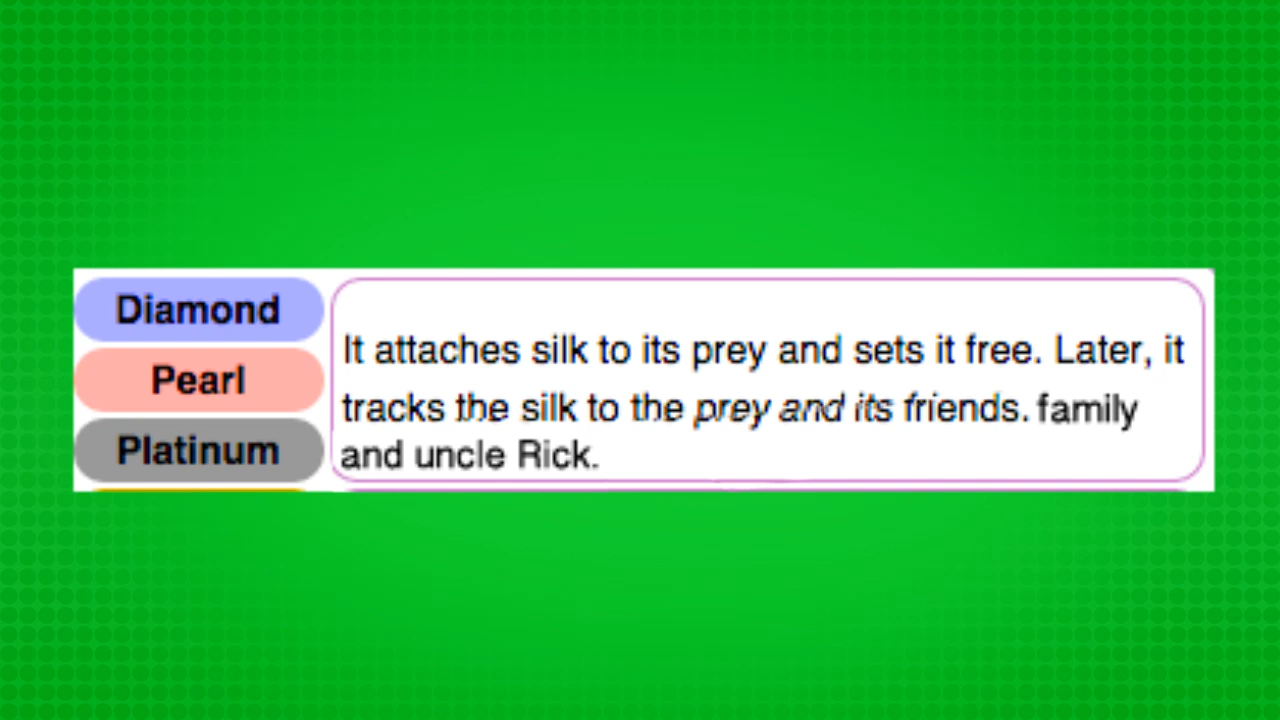 Diamond
Pearl
Platinum
It attaches silk to its prey and sets it free. Later, it
tracks the silk to the prey and its friends. family
and uncle Rick.